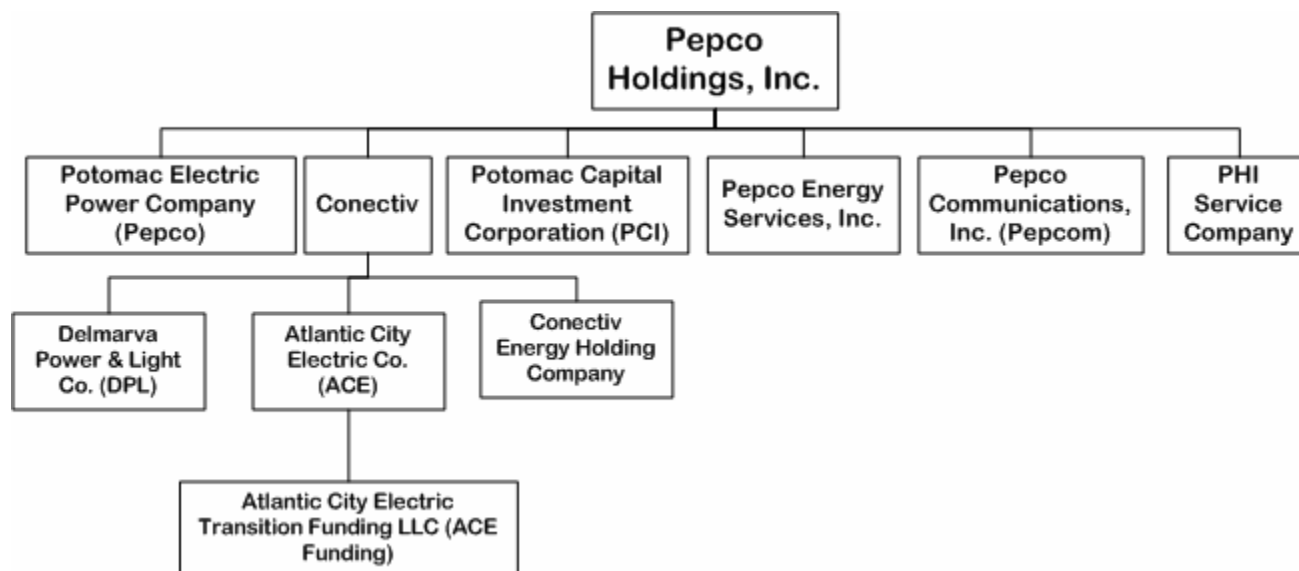 Pepco
Holdings, Inc.
Potomac Electric
Power Company
(Pepco)
Conectiv
Potomac Capital
Investment
Corporation (PCI)
Pepco Energy
Services, Inc.
Pepco
Communications,
Inc. (Pepcom)
PHI
Service
Company
Delmarva
Power & Light
Co. (DPL)
Atlantic City
Electric Co.
(ACE)
Conectiv
Energy Holding
Company
Atlantic City Electric
Transition Funding LLC (ACE
Funding)